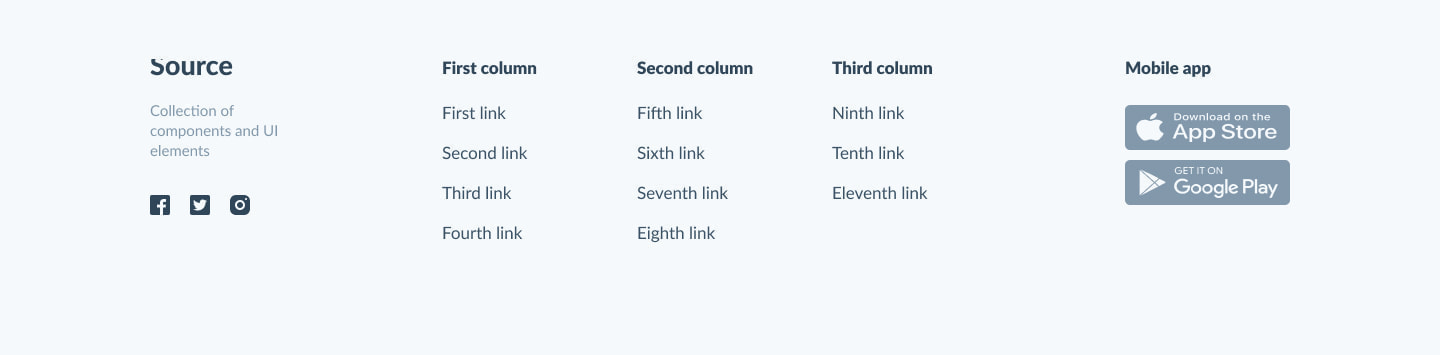 Source
Collection of
components and UI
elements
First column
First link
Second link
Third link
Fourth link
Second column
Fifth link
Sixth link
Seventh link
Eighth link
Third column
Ninth link
Tenth link
Eleventh link
Mobile app
Download on the
App Store
GET IT ON
Google Play